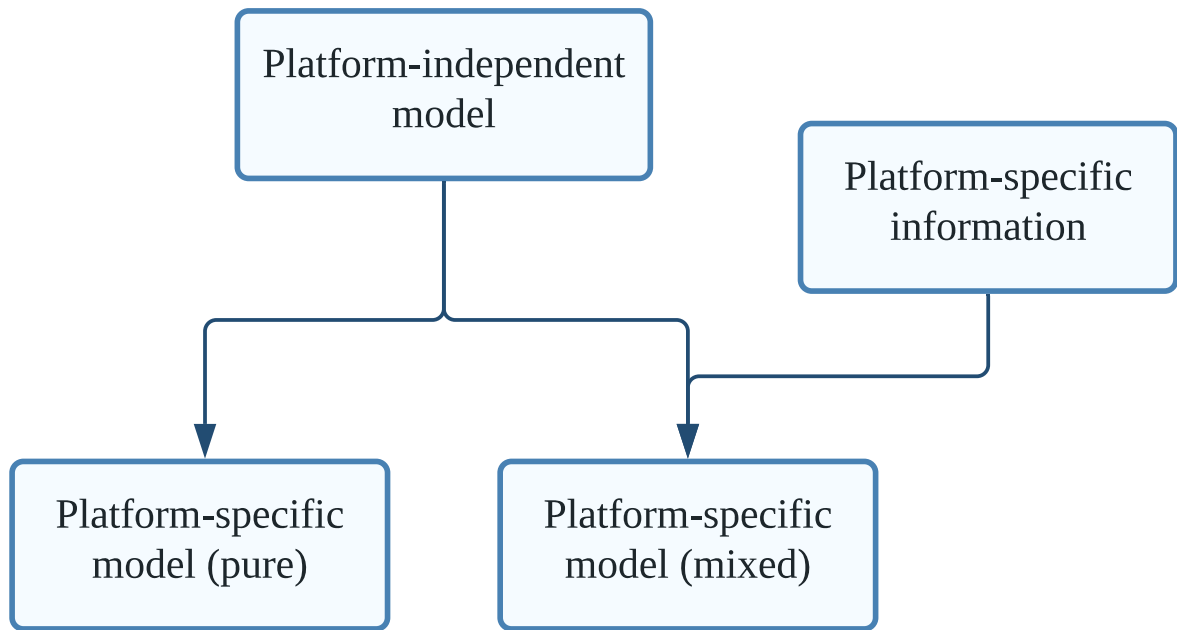 Platform-independent
model
Platform-specific
information
Platform-specific
model (pure)
Platform-specific
model (mixed)